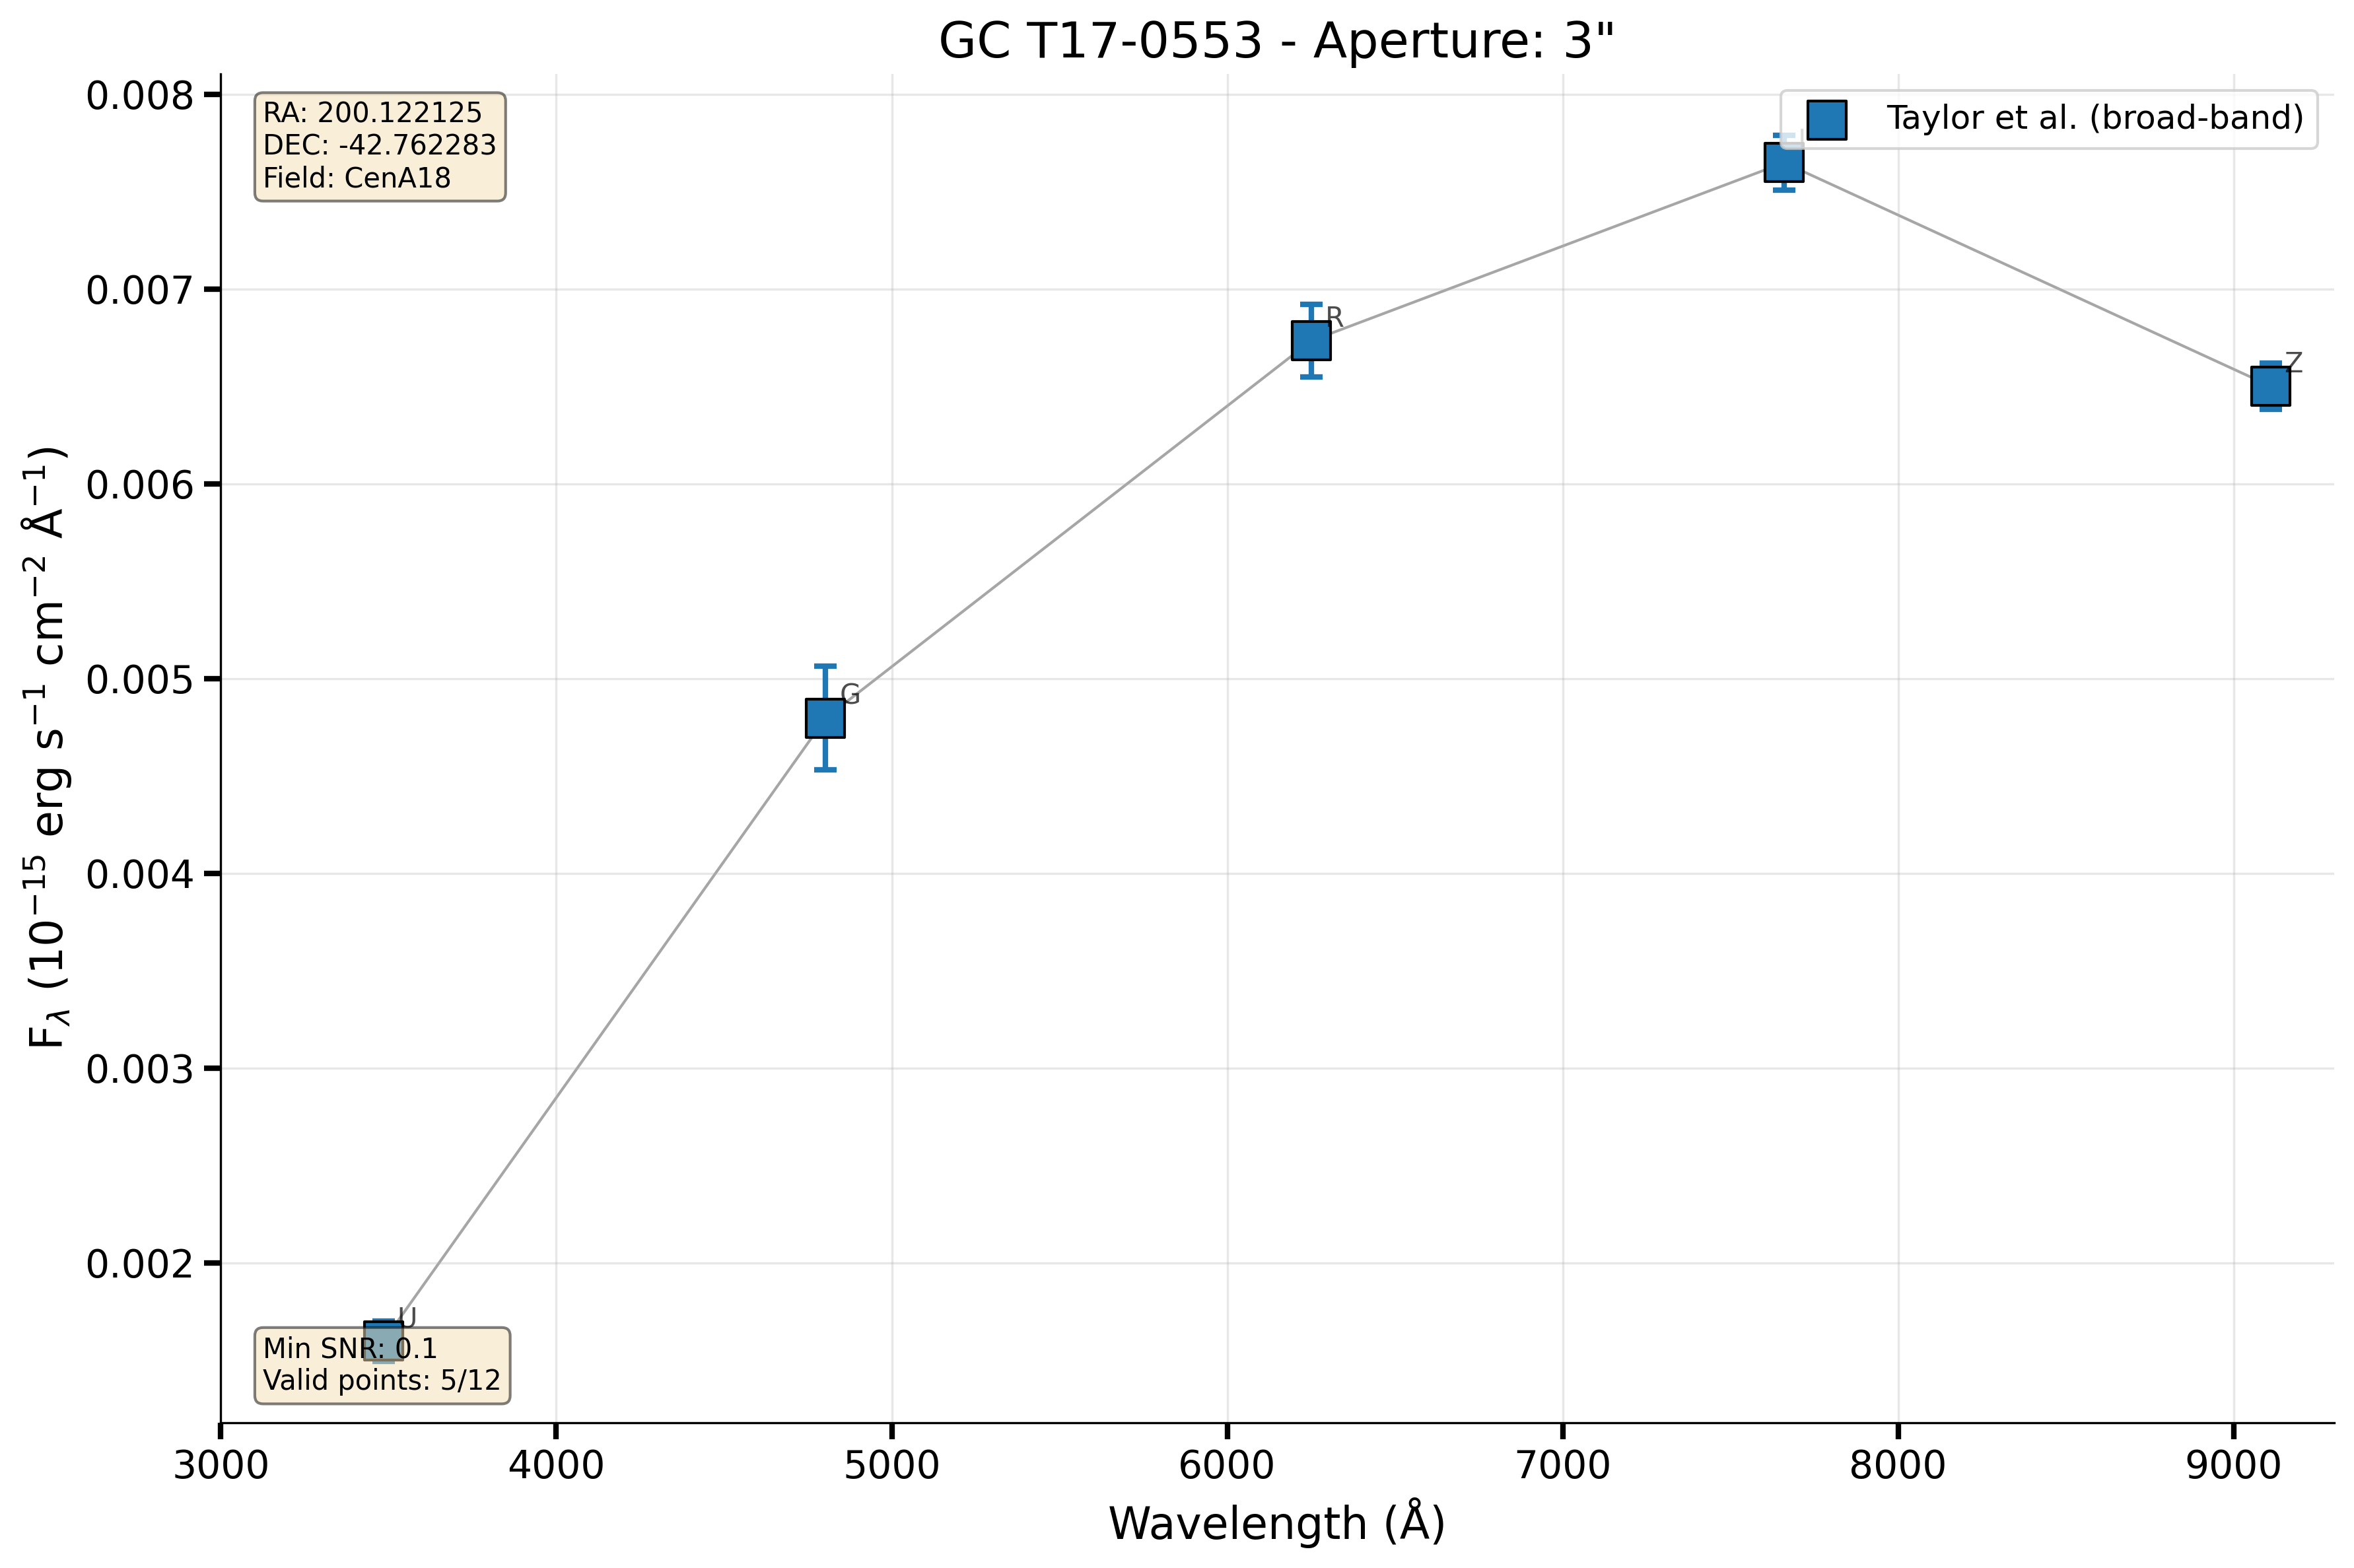 GC T17-0553 - Aperture: 3"
RA: 200.122125
DEC: -42.762283
Field: CenA18
Taylor et al. (broad-band)
I
R
Z
G
U
Min SNR: 0.1
Valid points: 5/12
0.008
0.007
0.006
0.005
0.004
0.003
0.002
F_λ (10⁻¹⁵ erg s⁻¹ cm⁻² Å⁻¹)
3000
4000
5000
6000
7000
8000
9000
Wavelength (Å)